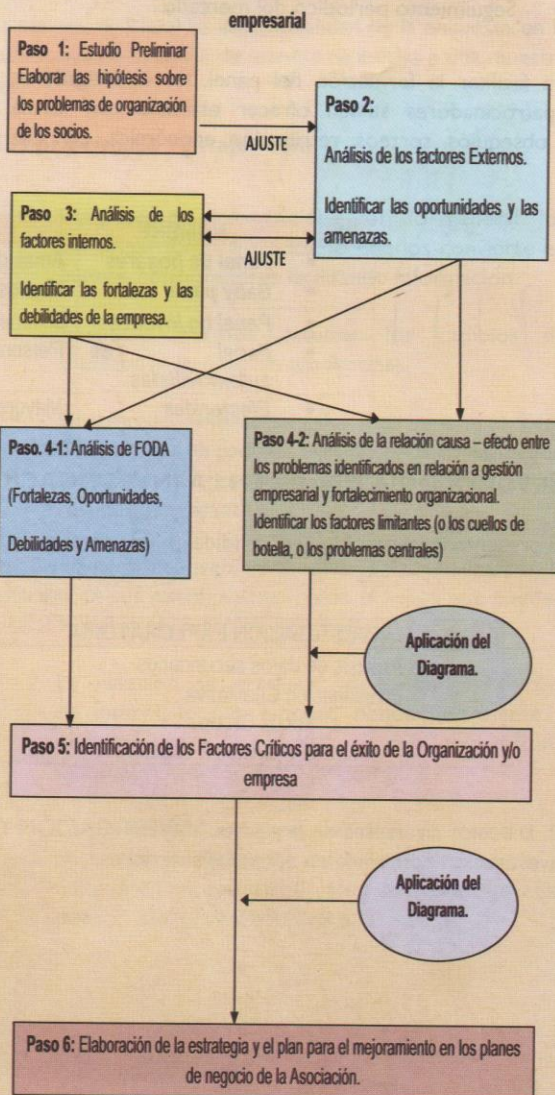 empresarial
Paso 1: Estudio Preliminar
Elaborar las hipótesis sobre
los problemas de organización
de los socios.
AJUSTE
Paso 2:
Análisis de los factores Externos.
Identificar las oportunidades y las
amenazas.
Paso 3: Análisis de los
factores internos.
Identificar las fortalezas y las
debilidades de la empresa.
AJUSTE
Paso. 4-1: Análisis de FODA
(Fortalezas, Oportunidades,
Debilidades y Amenazas)
Paso 4-2: Análisis de la relación causa – efecto entre
los problemas identificados en relación a gestión
empresarial y fortalecimiento organizacional.
Identificar los factores limitantes (o los cuellos de
botella, o los problemas centrales)
Aplicación del
Diagrama.
Paso 5: Identificación de los Factores Críticos para el éxito de la Organización y/o
empresa
Aplicación del
Diagrama.
Paso 6: Elaboración de la estrategia y el plan para el mejoramiento en los planes
de negocio de la Asociación.